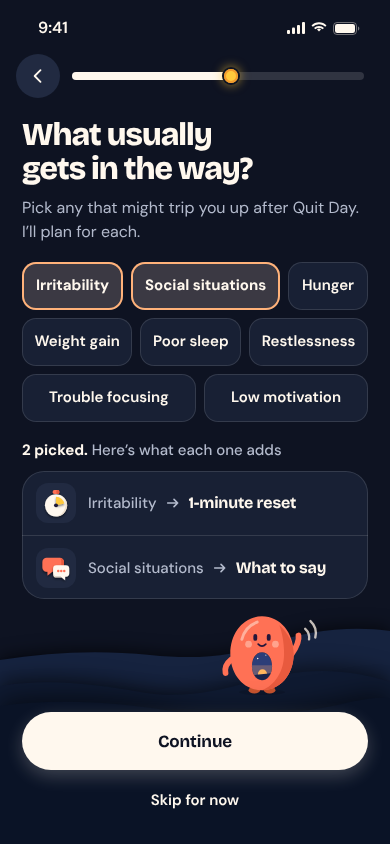 9:41
What usually
gets in the way?
Pick any that might trip you up after Quit Day.
I’ll plan for each.
Irritability
Social situations
Hunger
Weight gain
Poor sleep
Restlessness
Trouble focusing
Low motivation
2 picked. Here’s what each one adds
Irritability → 1-minute reset
Social situations → What to say
Continue
Skip for now